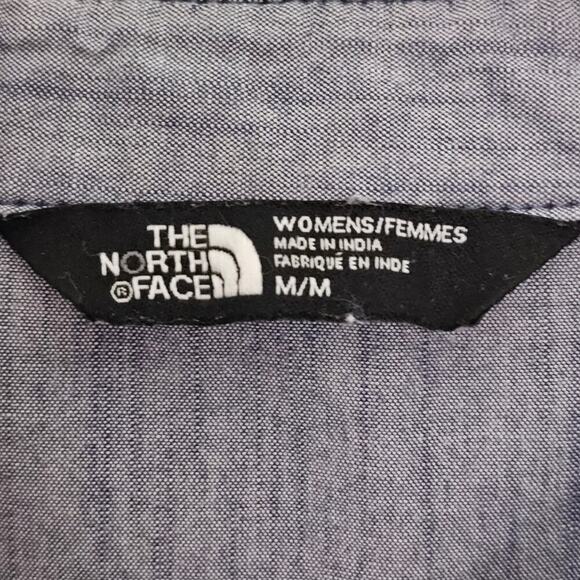 THE
NORTH
®FACE
WOMENS/FEMMES
MADE IN INDIA
FABRIQUÉ EN INDE
M/M